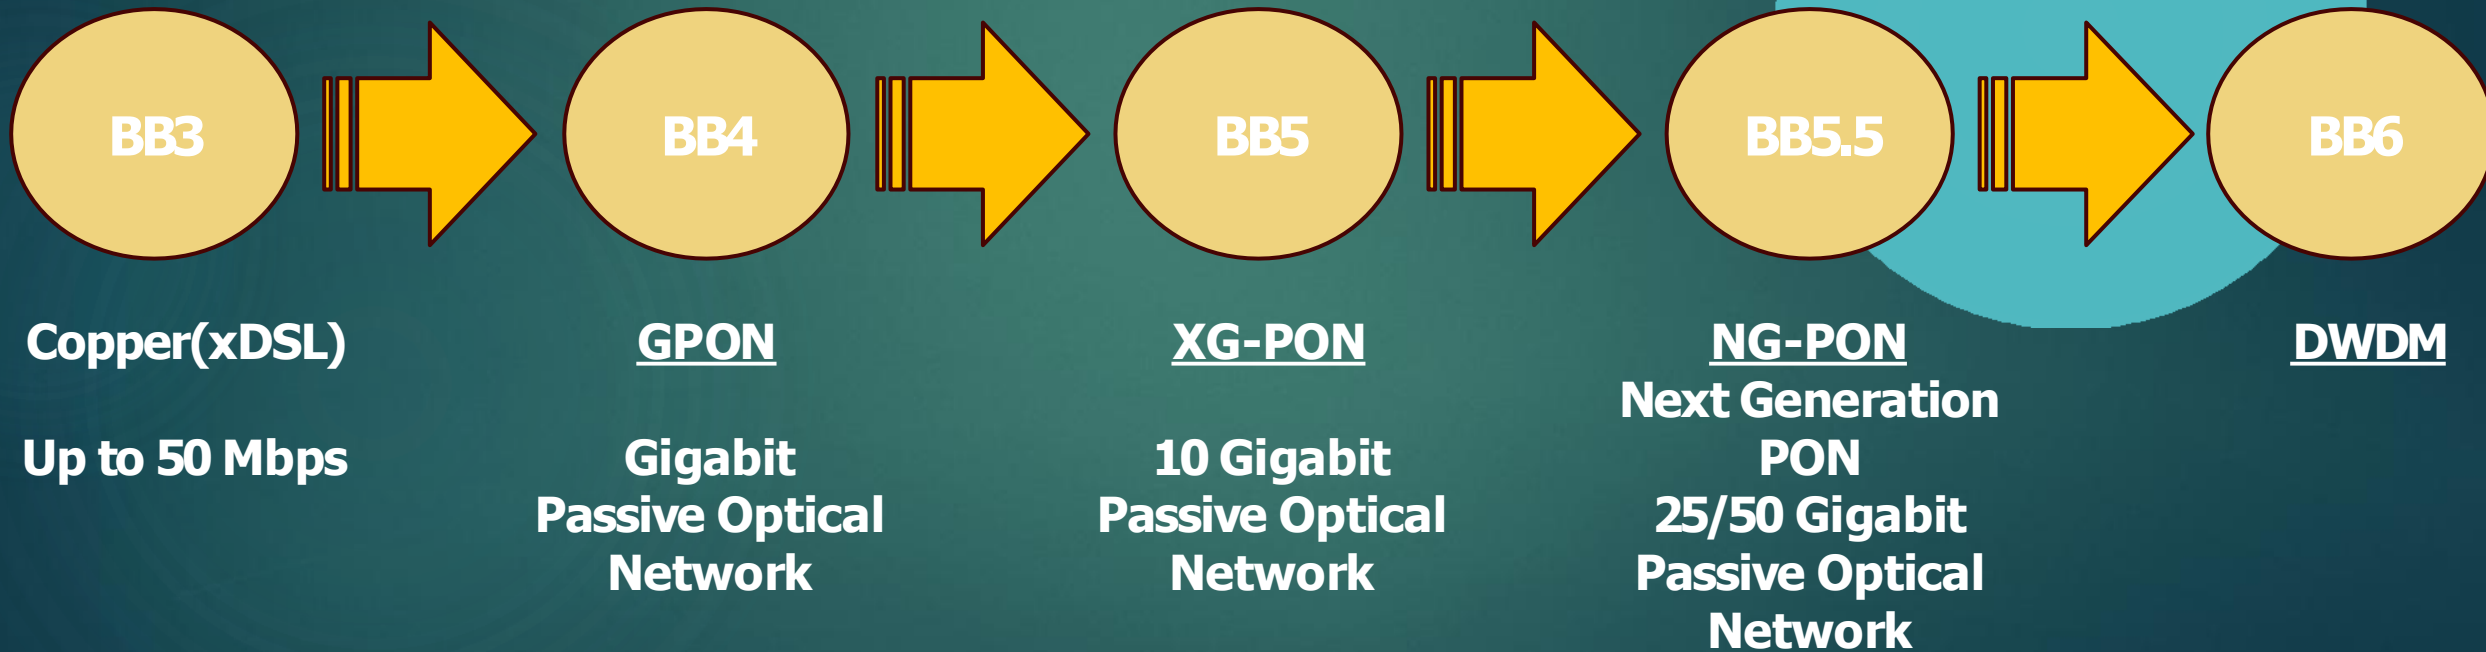 BB3
BB4
BB5
BB5.5
BB6
Copper(xDSL)
Up to 50 Mbps
GPON
Gigabit
Passive Optical
Network
XG-PON
10 Gigabit
Passive Optical
Network
NG-PON
Next Generation
PON
25/50 Gigabit
Passive Optical
Network
DWDM